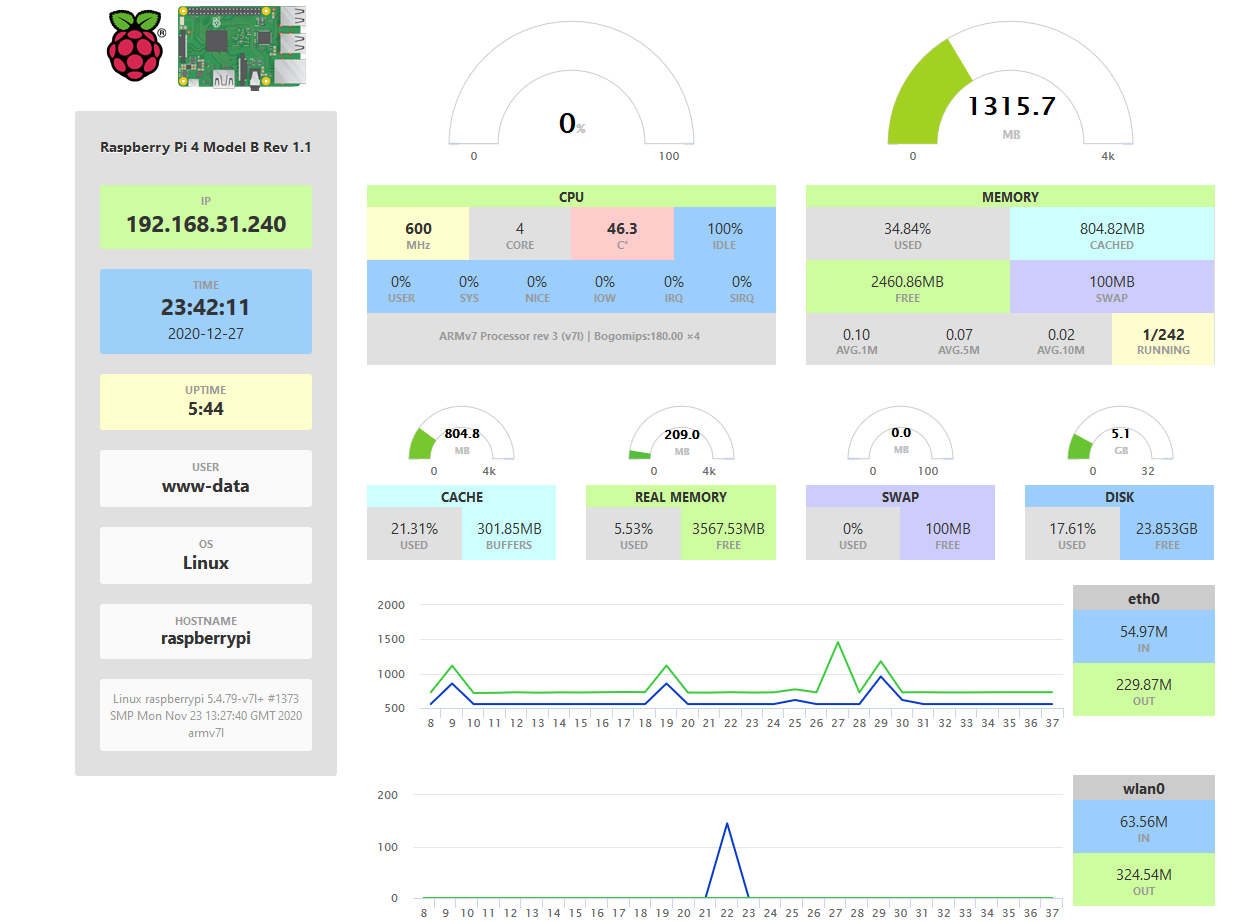 ®
Raspberry Pi 4 Model B Rev 1.1
IP
192.168.31.240
TIME
23:42:11
2020-12-27
UPTIME
5:44
USER
www-data
OS
Linux
HOSTNAME
raspberrypi
Linux raspberrypi 5.4.79-v7l+ #1373
SMP Mon Nov 23 13:27:40 GMT 2020
armv7l
0%
0 100
1315.7
MB
0 4k
CPU
600 4 46.3 100%
MHz CORE C° IDLE
0% 0% 0% 0% 0% 0%
USER SYS NICE IOW IRQ SIRQ
ARMv7 Processor rev 3 (v7l) | Bogomips:180.00 ×4
MEMORY
34.84% 804.82MB
USED CACHED
2460.86MB 100MB
FREE SWAP
0.10 0.07 0.02 1/242
AVG.1M AVG.5M AVG.10M RUNNING
804.8
MB
0 4k
CACHE
21.31% 301.85MB
USED BUFFERS
209.0
MB
0 4k
REAL MEMORY
5.53% 3567.53MB
USED FREE
0.0
MB
0 100
SWAP
0% 100MB
USED FREE
5.1
GB
0 32
DISK
17.61% 23.853GB
USED FREE
2000
1500
1000
500
8 9 10 11 12 13 14 15 16 17 18 19 20 21 22 23 24 25 26 27 28 29 30 31 32 33 34 35 36 37
eth0
54.97M
IN
229.87M
OUT
200
100
0
8 9 10 11 12 13 14 15 16 17 18 19 20 21 22 23 24 25 26 27 28 29 30 31 32 33 34 35 36 37
wlan0
63.56M
IN
324.54M
OUT